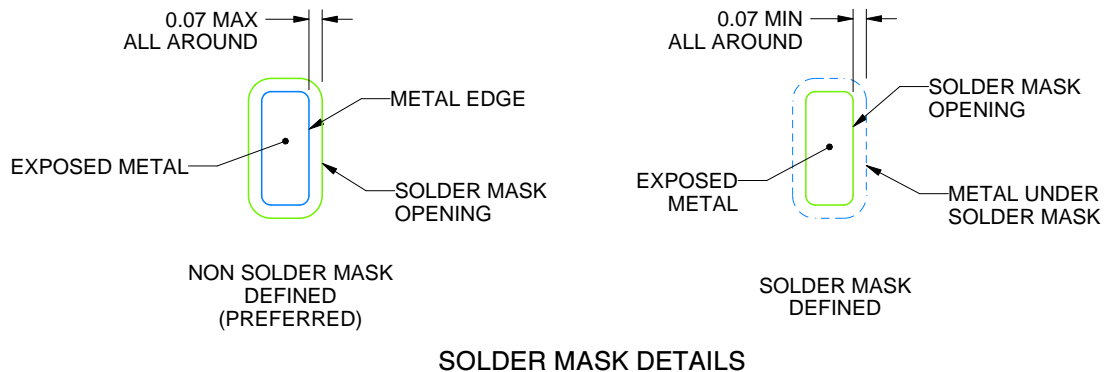 0.07 MAX
ALL AROUND
METAL EDGE
EXPOSED METAL
SOLDER MASK
OPENING
NON SOLDER MASK
DEFINED
(PREFERRED)
0.07 MIN
ALL AROUND
SOLDER MASK
OPENING
EXPOSED
METAL
METAL UNDER
SOLDER MASK
SOLDER MASK
DEFINED
SOLDER MASK DETAILS